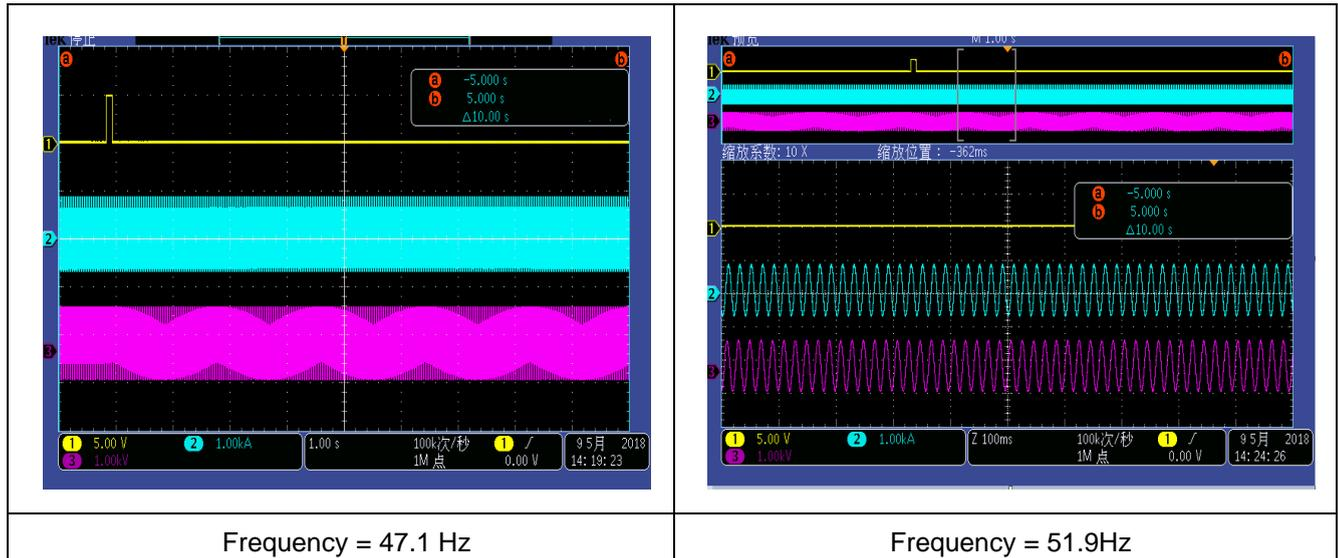 Tek 停止
a
b
a -5.000 s
b 5.000 s
△10.00 s
1
2
3
1 5.00 V 2 1.00kA
3 1.00kV
1.00 s 100k次/秒 1 ∫ 
1M 点 0.00 V
9 5月 2018
14:19:23
Frequency = 47.1 Hz
Tek 预览
M 1.00 s
a
b
1
2
3
缩放系数: 10 X 缩放位置: -362ms
a -5.000 s
b 5.000 s
△10.00 s
1
2
3
1 5.00 V 2 1.00kA
3 1.00kV
Z 100ms 100k次/秒 1 ∫
1M 点 0.00 V
9 5月 2018
14:24:26
Frequency = 51.9Hz